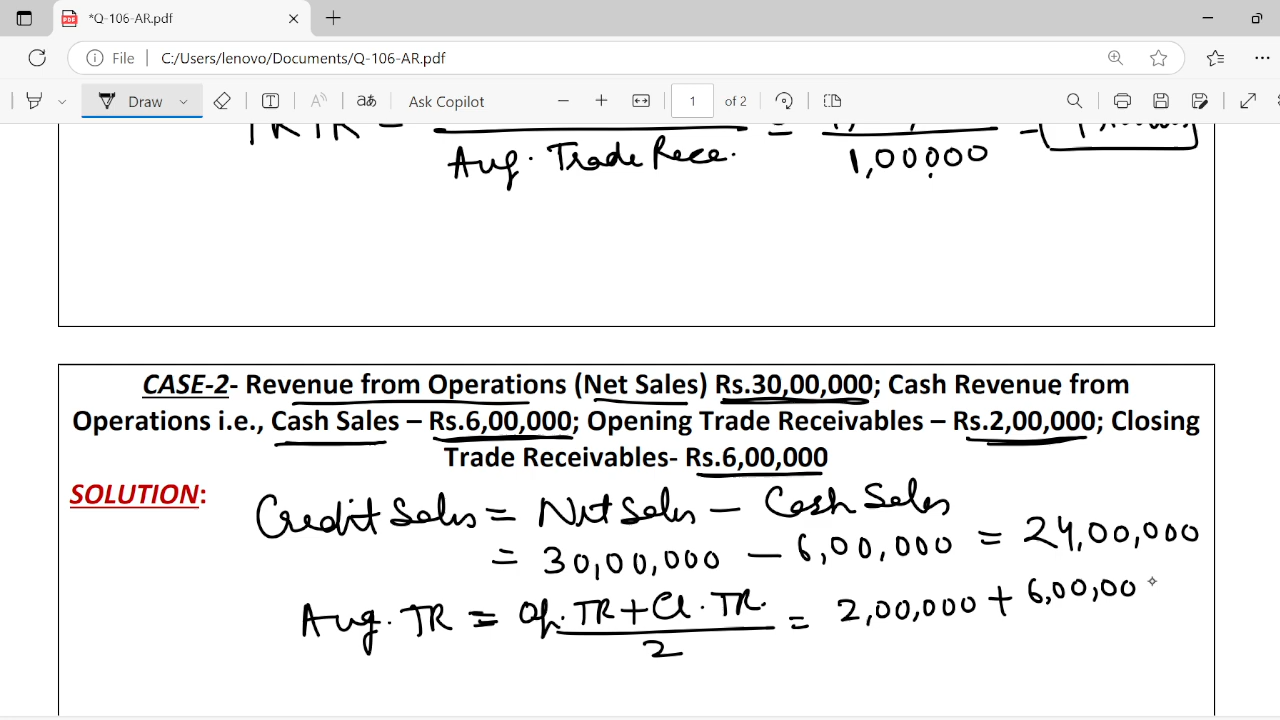 *Q-106-AR.pdf
File | C:/Users/lenovo/Documents/Q-106-AR.pdf
Draw aあ Ask Copilot 1 of 2
TRTR = =
Avg. Trade Rece. 1,00000
CASE-2- Revenue from Operations (Net Sales) Rs.30,00,000; Cash Revenue from
Operations i.e., Cash Sales – Rs.6,00,000; Opening Trade Receivables – Rs.2,00,000; Closing
Trade Receivables- Rs.6,00,000
SOLUTION:
Credit Sales = Net Sales – Cash Sales
= 30,00,000 – 6,00,000 = 24,00,000
Avg. TR = Op. TR + Cl. TR. = 2,00,000 + 6,00,00
2